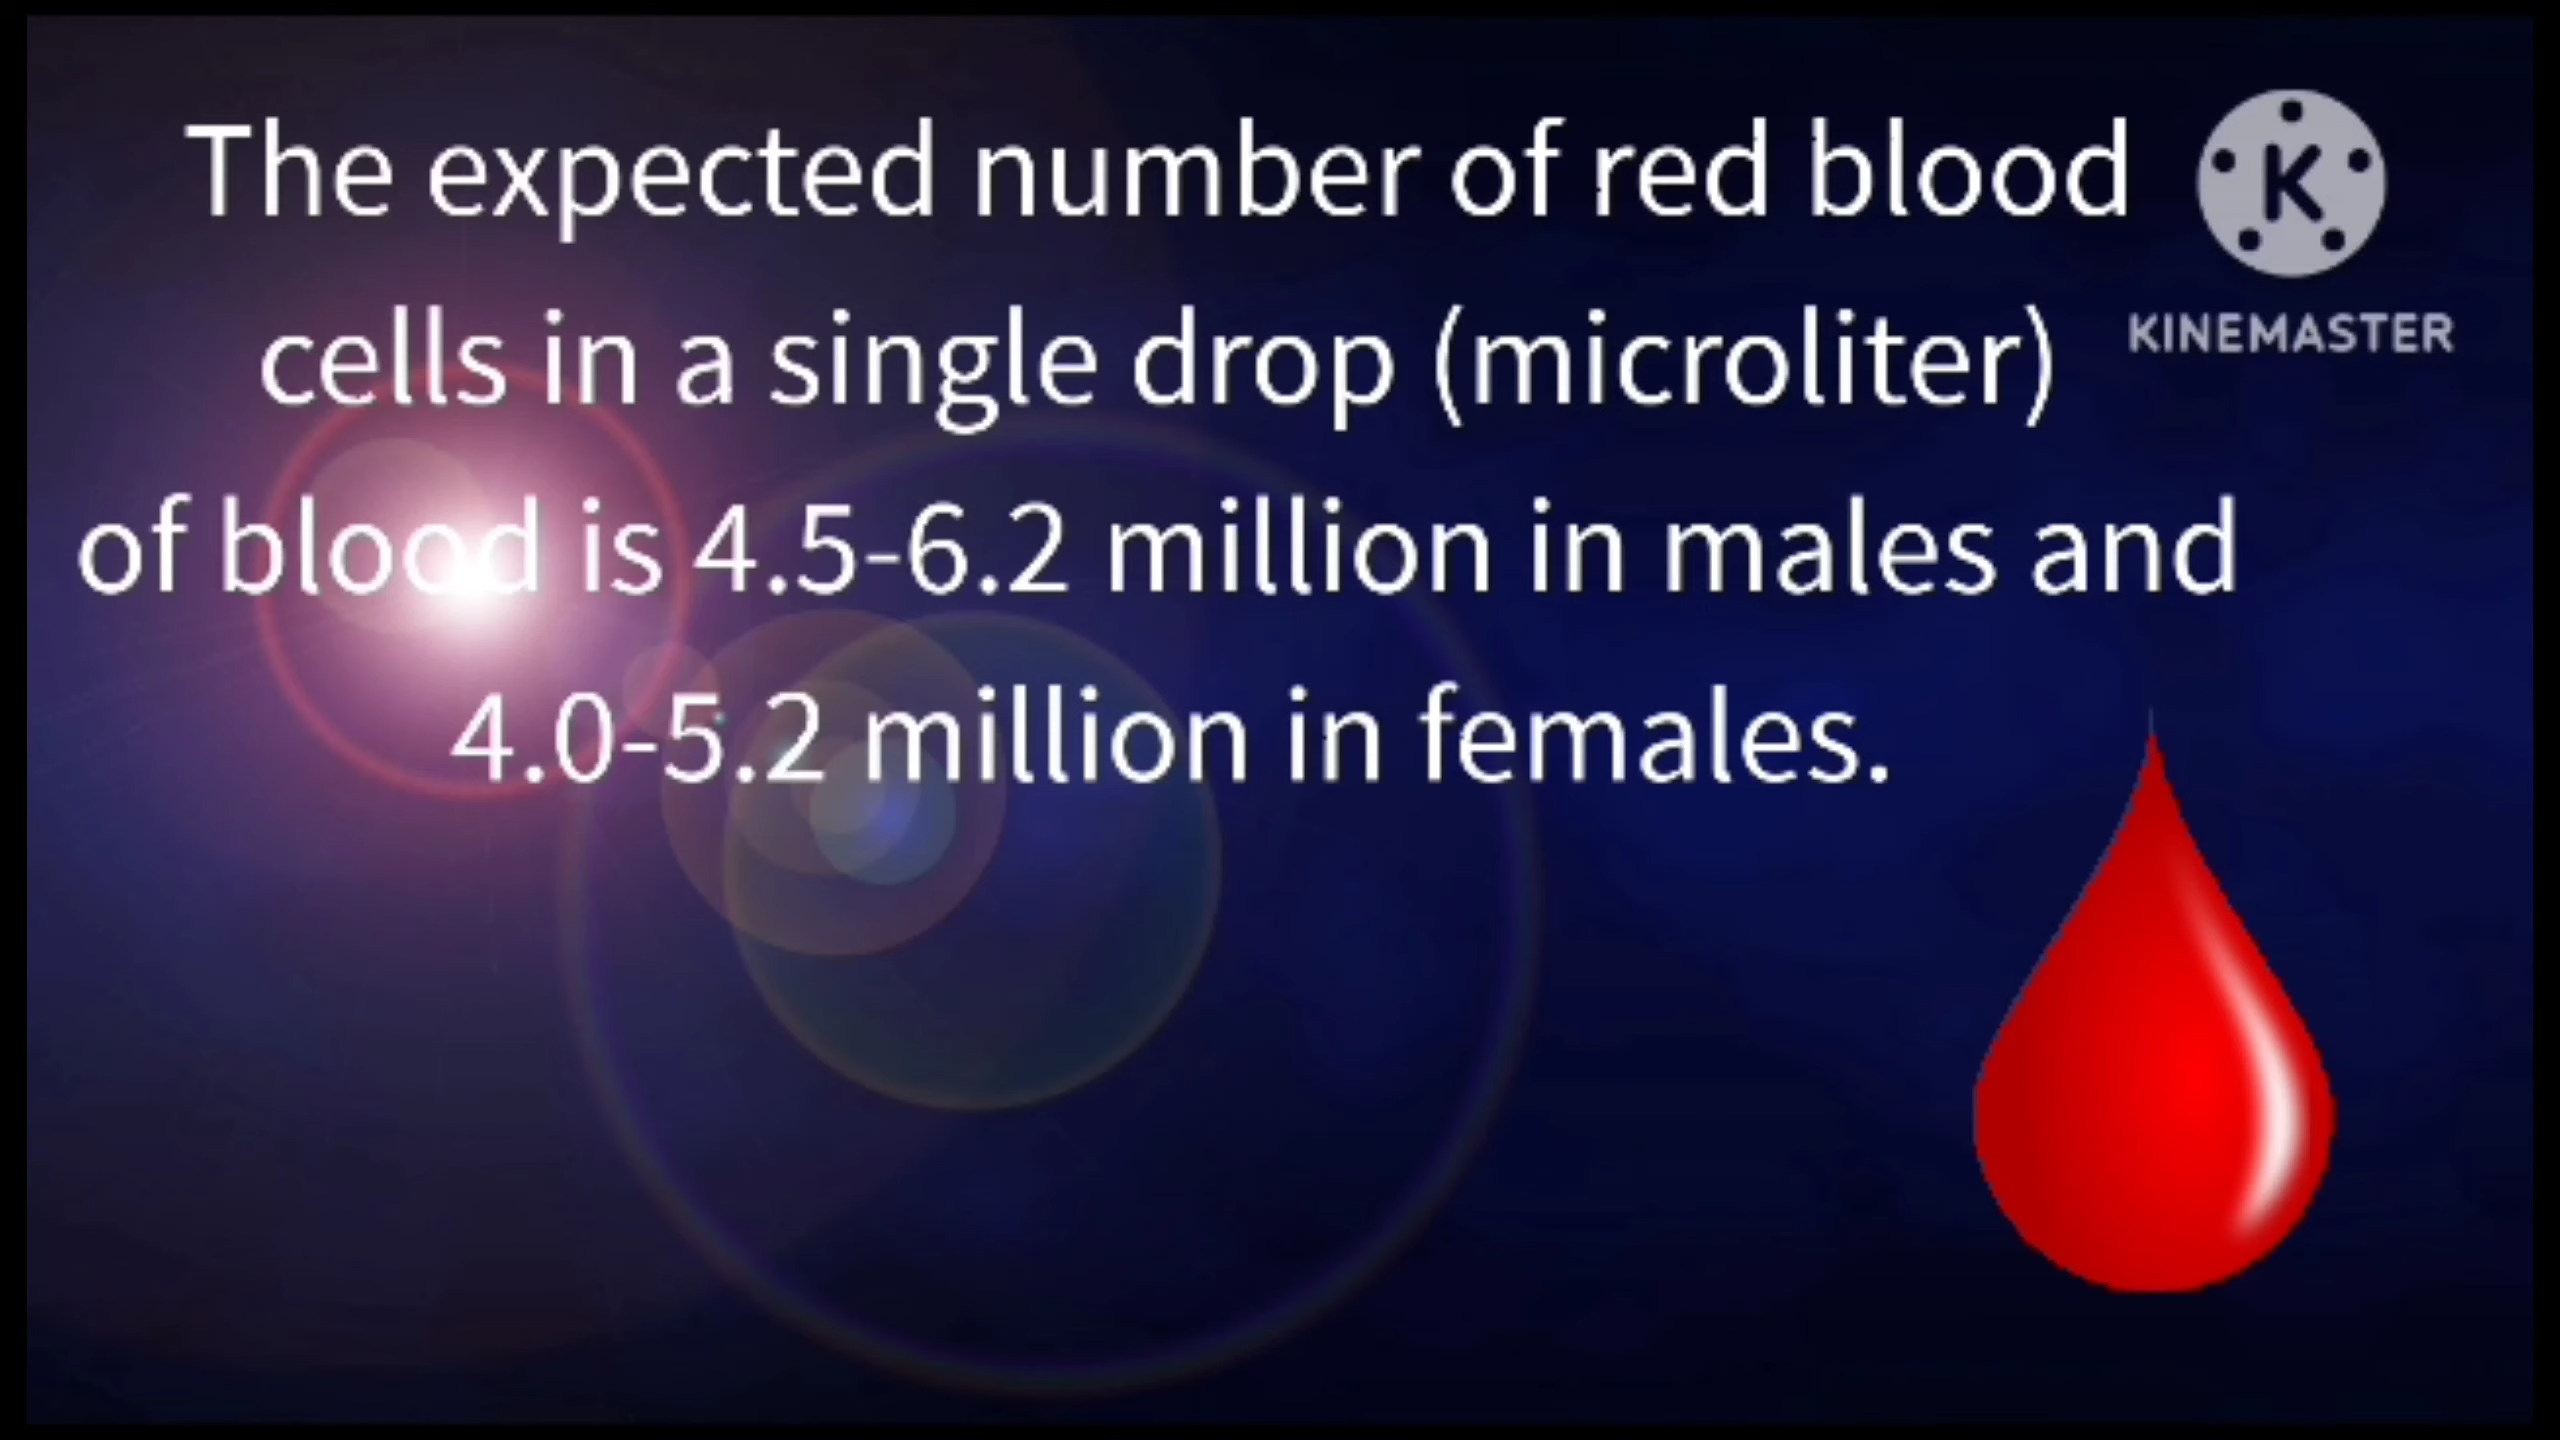 The expected number of red blood
cells in a single drop (microliter)
of blood is 4.5-6.2 million in males and
4.0-5.2 million in females.
K
KINEMASTER